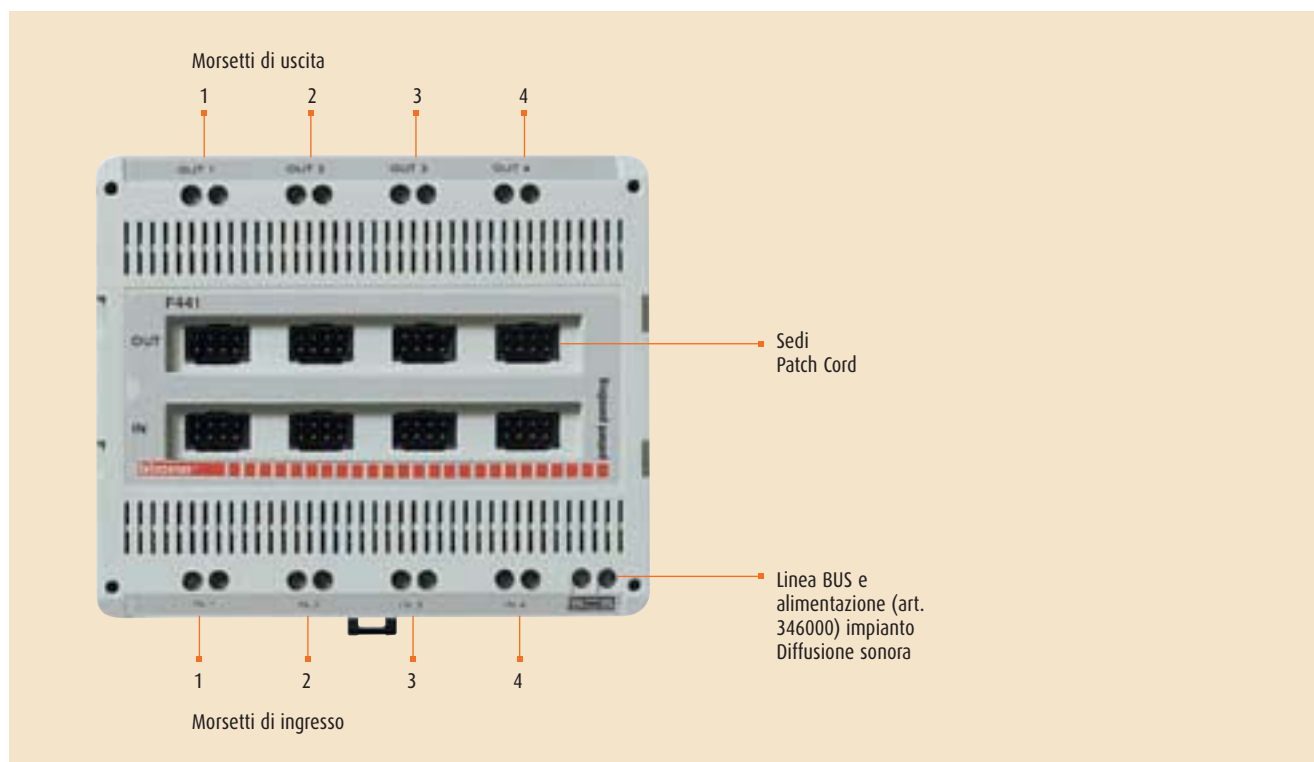 Morsetti di uscita
1 2 3 4
OUT 1 OUT 2 OUT 3 OUT 4
F441
OUT
Sedi
Patch Cord
IN
bticino
IN 1 IN 2 IN 3 IN 4
Linea BUS e
alimentazione (art.
346000) impianto
Diffusione sonora
1 2 3 4
Morsetti di ingresso